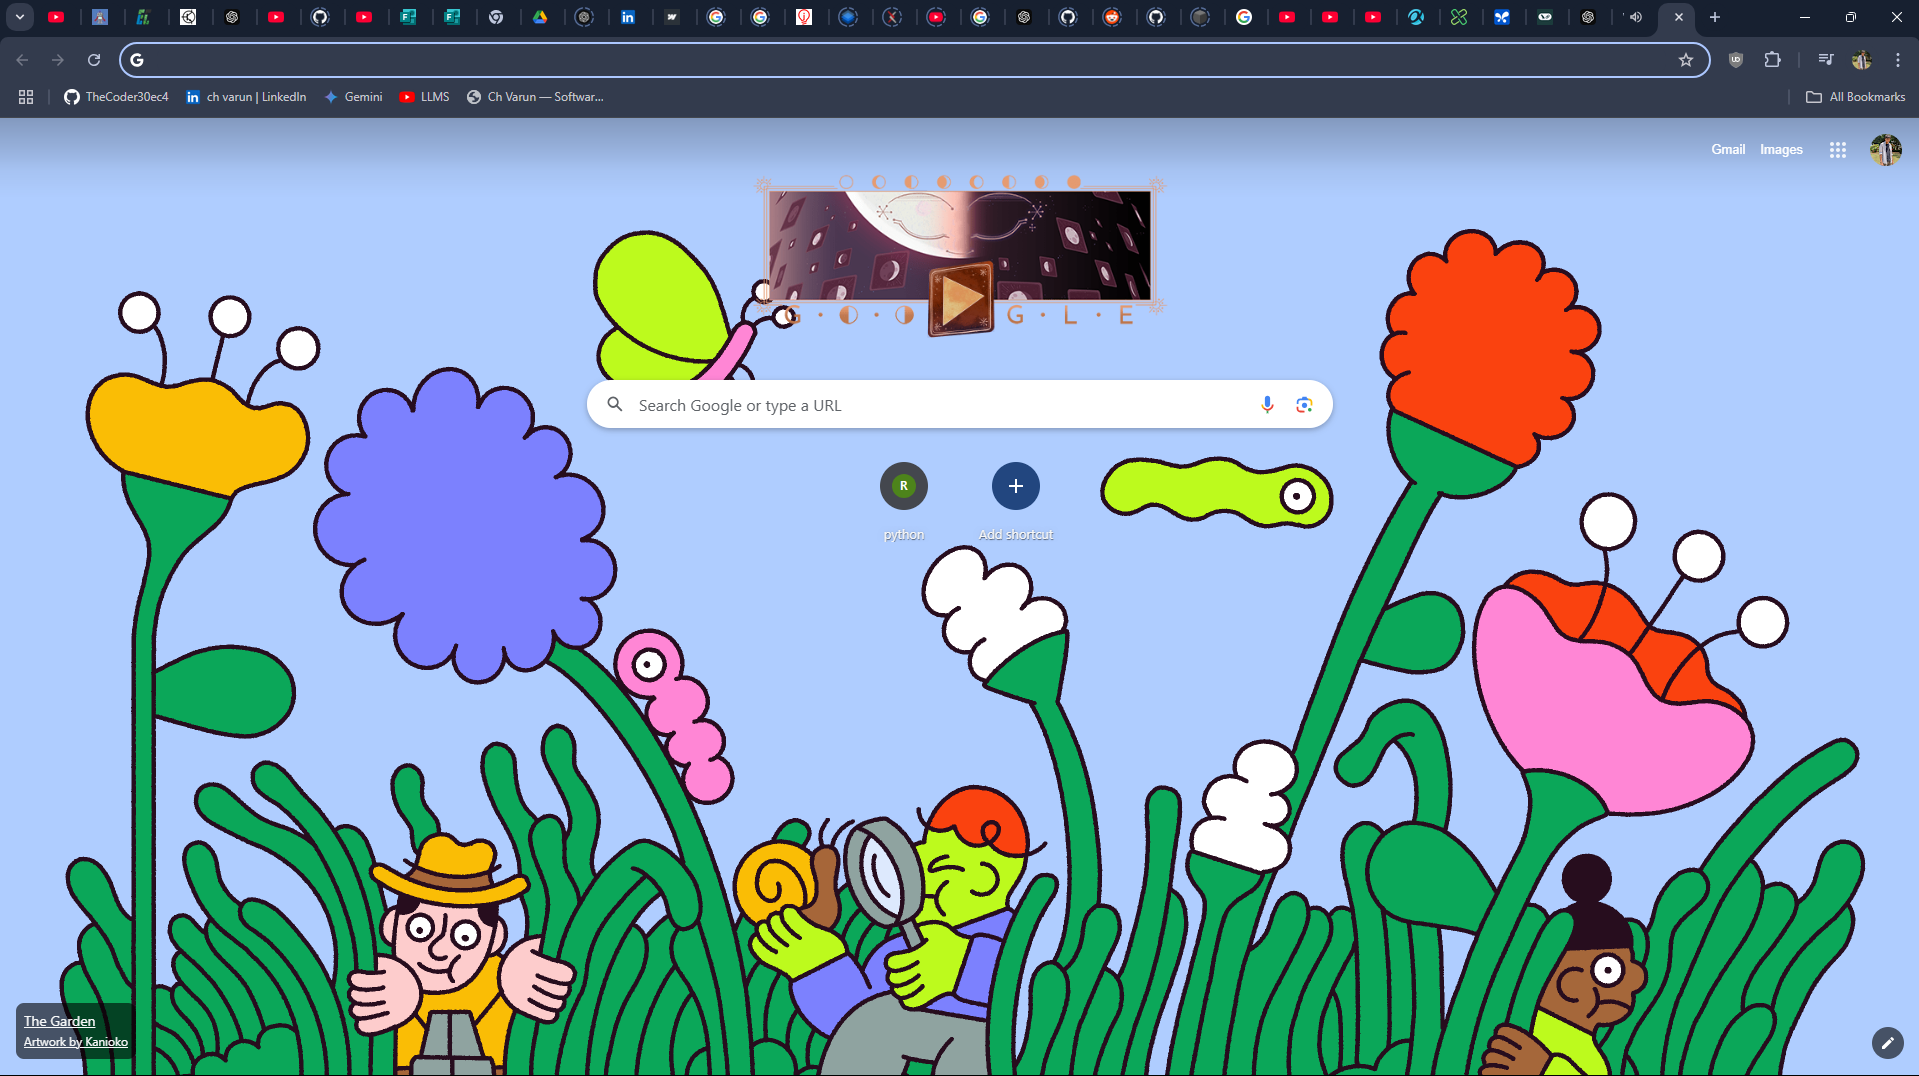 TheCoder30ec4
ch varun | LinkedIn
Gemini
LLMS
Ch Varun — Softwar...
All Bookmarks
Gmail
Images
G · O O G · L · E
Search Google or type a URL
R
python
Add shortcut
The Garden
Artwork by Kanioko